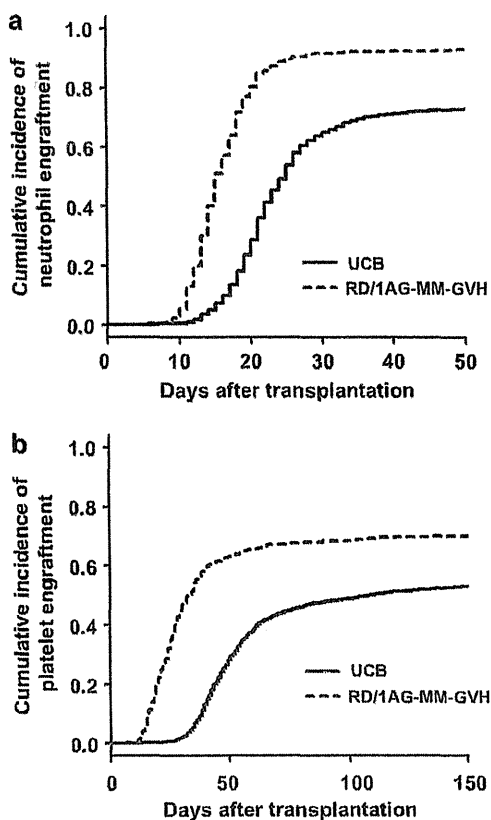 a
Cumulative incidence of
neutrophil engraftment
1.0
0.8
0.6
0.4
0.2
0.0
UCB
RD/1AG-MM-GVH
0 10 20 30 40 50
Days after transplantation
b
Cumulative incidence of
platelet engraftment
1.0
0.8
0.6
0.4
0.2
0.0
UCB
RD/1AG-MM-GVH
0 50 100 150
Days after transplantation